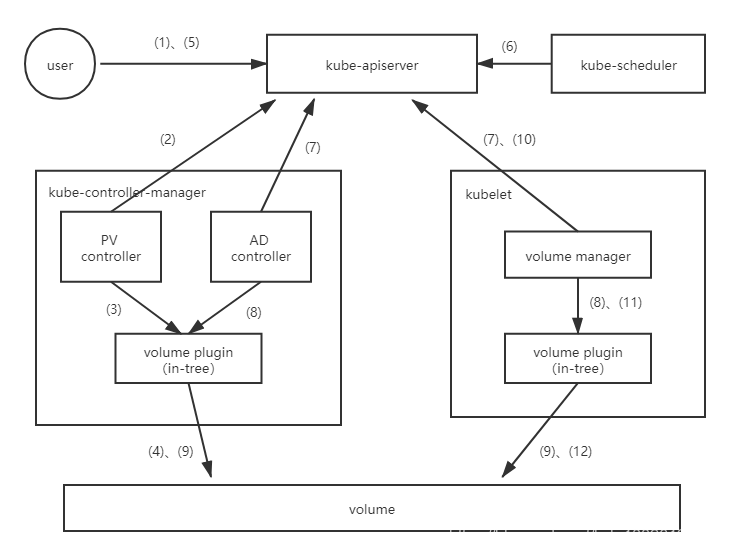 (1)、(5)
user
kube-apiserver
(6)
kube-scheduler
(2)
(7)
(7)、(10)
kube-controller-manager
kubelet
PV
controller
AD
controller
volume manager
(3)
(8)
(8)、(11)
volume plugin
（in-tree）
volume plugin
（in-tree）
(4)、(9)
(9)、(12)
volume